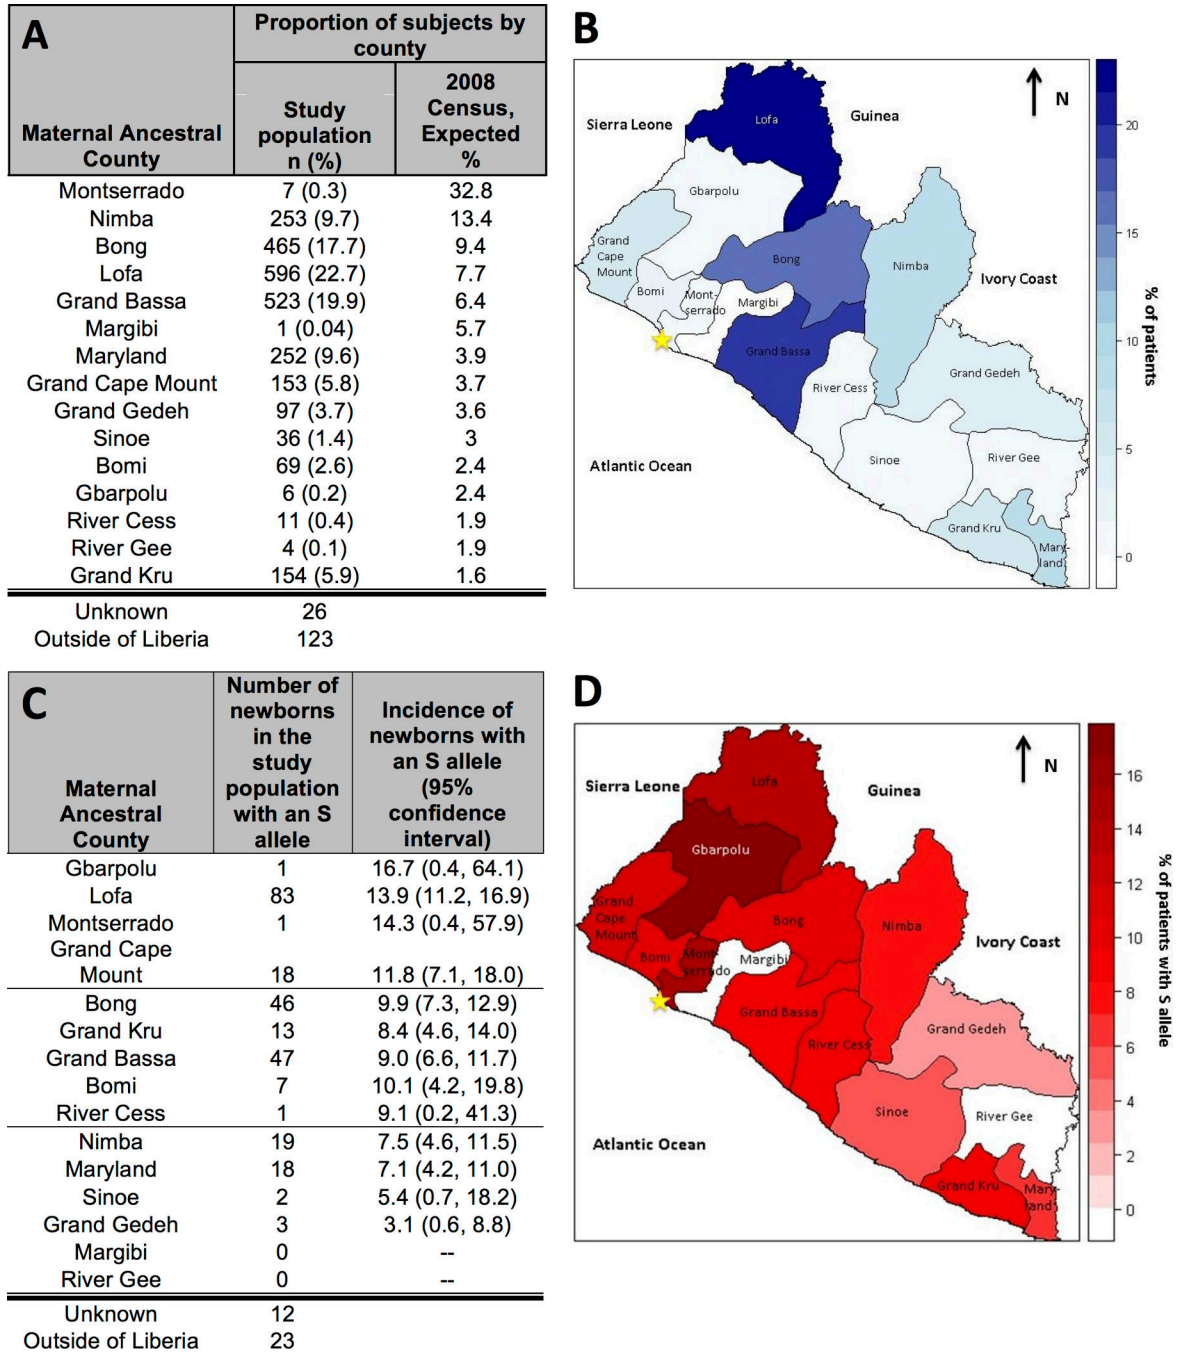 A
Proportion of subjects by
county
Maternal Ancestral
County
Study
population
n (%)
2008
Census,
Expected
%
Montserrado 7 (0.3) 32.8
Nimba 253 (9.7) 13.4
Bong 465 (17.7) 9.4
Lofa 596 (22.7) 7.7
Grand Bassa 523 (19.9) 6.4
Margibi 1 (0.04) 5.7
Maryland 252 (9.6) 3.9
Grand Cape Mount 153 (5.8) 3.7
Grand Gedeh 97 (3.7) 3.6
Sinoe 36 (1.4) 3
Bomi 69 (2.6) 2.4
Gbarpolu 6 (0.2) 2.4
River Cess 11 (0.4) 1.9
River Gee 4 (0.1) 1.9
Grand Kru 154 (5.9) 1.6
Unknown 26
Outside of Liberia 123
B
N
Sierra Leone
Guinea
Ivory Coast
Atlantic Ocean
Lofa
Gbarpolu
Grand
Cape
Mount
Bomi
Mont-
serrado
Margibi
Bong
Nimba
Grand Bassa
River Cess
Grand Gedeh
Sinoe
River Gee
Grand Kru
Mary-
land
20
15
10
5
0
% of patients
C
Maternal
Ancestral
County
Number of
newborns
in the
study
population
with an S
allele
Incidence of
newborns with
an S allele
(95%
confidence
interval)
Gbarpolu 1 16.7 (0.4, 64.1)
Lofa 83 13.9 (11.2, 16.9)
Montserrado 1 14.3 (0.4, 57.9)
Grand Cape
Mount 18 11.8 (7.1, 18.0)
Bong 46 9.9 (7.3, 12.9)
Grand Kru 13 8.4 (4.6, 14.0)
Grand Bassa 47 9.0 (6.6, 11.7)
Bomi 7 10.1 (4.2, 19.8)
River Cess 1 9.1 (0.2, 41.3)
Nimba 19 7.5 (4.6, 11.5)
Maryland 18 7.1 (4.2, 11.0)
Sinoe 2 5.4 (0.7, 18.2)
Grand Gedeh 3 3.1 (0.6, 8.8)
Margibi 0 --
River Gee 0 --
Unknown 12
Outside of Liberia 23
D
N
Sierra Leone
Guinea
Ivory Coast
Atlantic Ocean
Lofa
Gbarpolu
Grand
Cape
Mount
Bomi
Mont-
serrado
Margibi
Bong
Nimba
Grand Bassa
River Cess
Grand Gedeh
Sinoe
River Gee
Grand Kru
Mary-
land
16
14
12
10
8
6
4
2
0
% of patients with S allele